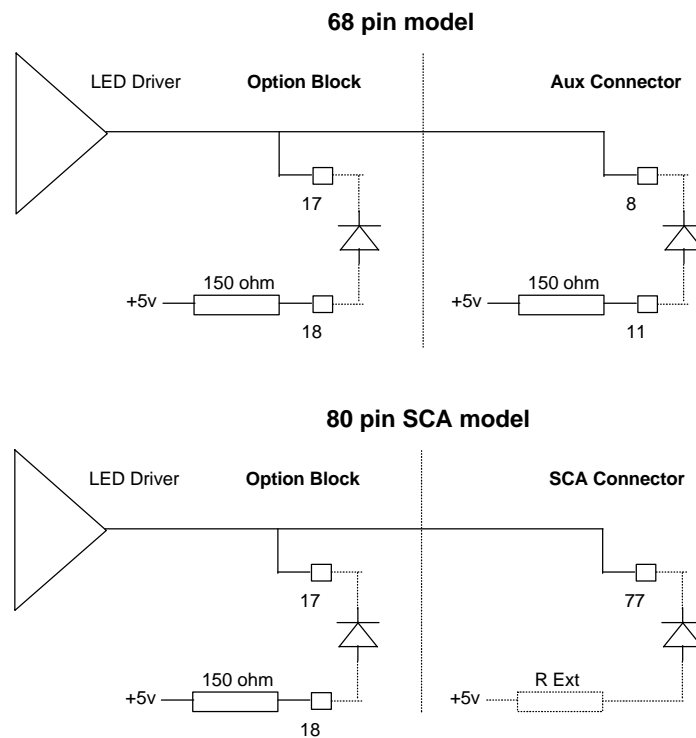 68 pin model
LED Driver Option Block Aux Connector
17 8
150 ohm 150 ohm
+5v +5v
18 11
80 pin SCA model
LED Driver Option Block SCA Connector
17 77
150 ohm R Ext
+5v +5v
18